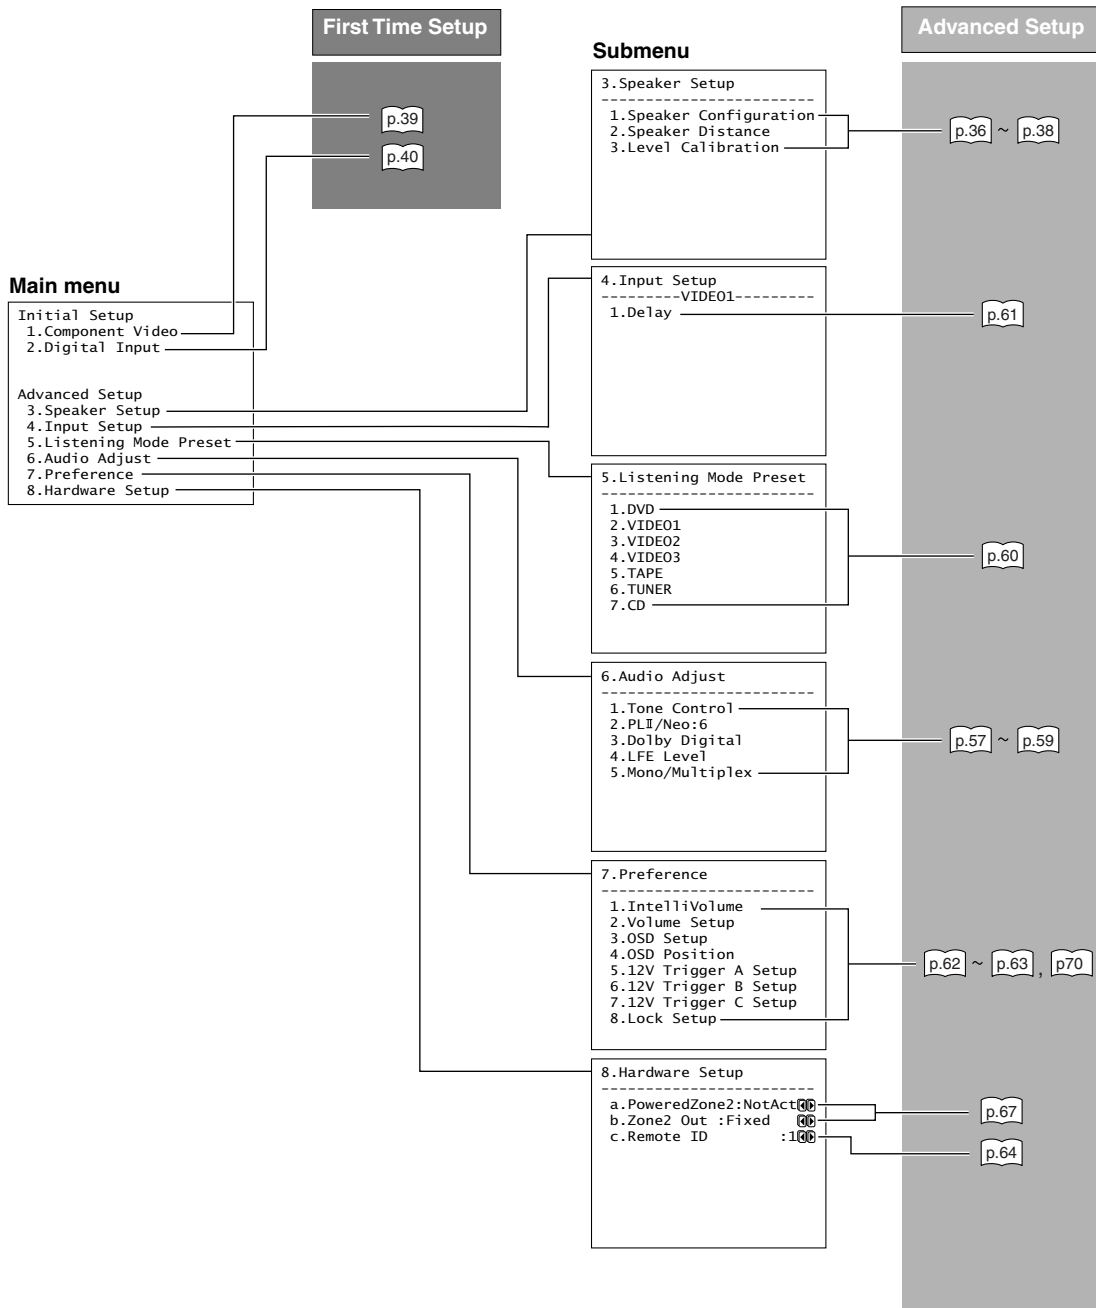 First Time Setup
Advanced Setup
Submenu
p.39
p.40
Main menu
Initial Setup
1.Component Video
2.Digital Input
Advanced Setup
3.Speaker Setup
4.Input Setup
5.Listening Mode Preset
6.Audio Adjust
7.Preference
8.Hardware Setup
3.Speaker Setup
-------------------------
1.Speaker Configuration
2.Speaker Distance
3.Level Calibration
p.36 ~ p.38
4.Input Setup
---------VIDEO1---------
1.Delay
p.61
5.Listening Mode Preset
-------------------------
1.DVD
2.VIDEO1
3.VIDEO2
4.VIDEO3
5.TAPE
6.TUNER
7.CD
p.60
6.Audio Adjust
-------------------------
1.Tone Control
2.PLⅡ/Neo:6
3.Dolby Digital
4.LFE Level
5.Mono/Multiplex
p.57 ~ p.59
7.Preference
-------------------------
1.IntelliVolume
2.Volume Setup
3.OSD Setup
4.OSD Position
5.12V Trigger A Setup
6.12V Trigger B Setup
7.12V Trigger C Setup
8.Lock Setup
p.62 ~ p.63 , p70
8.Hardware Setup
-------------------------
a.PoweredZone2:NotAct
b.Zone2 Out :Fixed
c.Remote ID :1
p.67
p.64